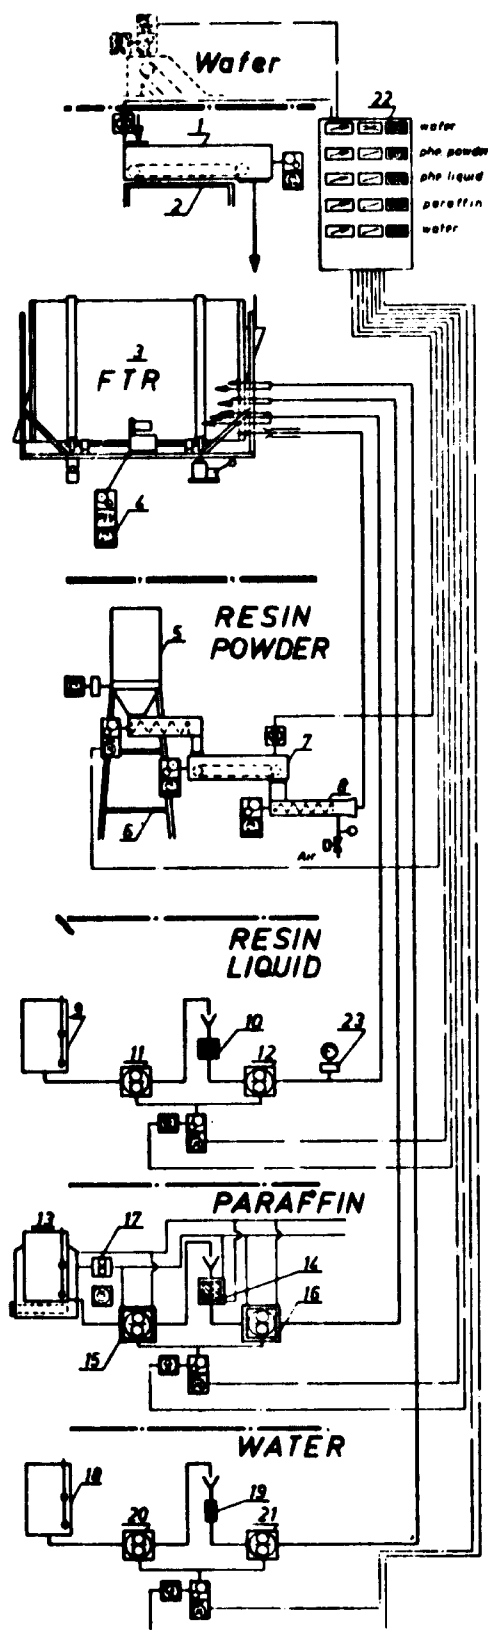 Wafer
22
wafer
phe. powder
phe liquid
paraffin
water
1
2
3
FTR
4
RESIN
POWDER
5
7
8
6
Air
RESIN
LIQUID
9
10
23
11
12
PARAFFIN
13
17
14
16
15
WATER
18
19
20
21